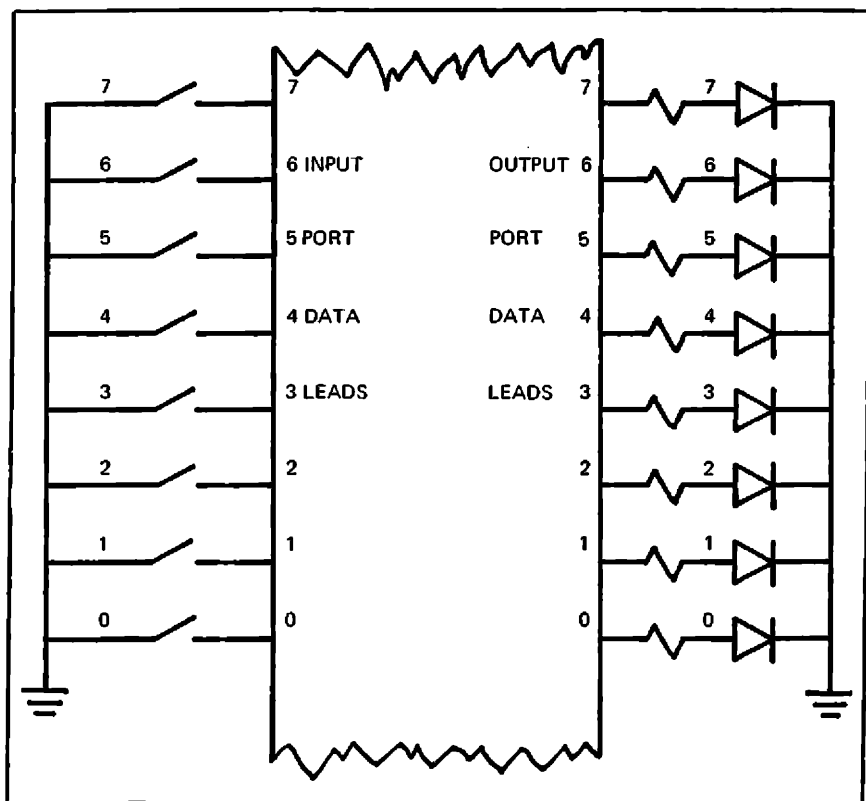 7 7 7 7
6 6 INPUT OUTPUT 6 6
5 5 PORT PORT 5 5
4 4 DATA DATA 4 4
3 3 LEADS LEADS 3 3
2 2 2 2
1 1 1 1
0 0 0 0